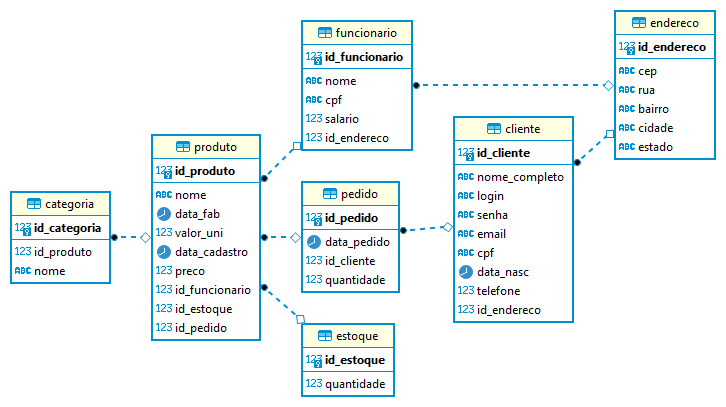 funcionario
123 id_funcionario
ABC nome
ABC cpf
123 salario
123 id_endereco
endereco
123 id_endereco
ABC cep
ABC rua
ABC bairro
ABC cidade
ABC estado
cliente
123 id_cliente
ABC nome_completo
ABC login
ABC senha
ABC email
ABC cpf
data_nasc
123 telefone
123 id_endereco
produto
123 id_produto
ABC nome
data_fab
123 valor_uni
data_cadastro
123 preco
123 id_funcionario
123 id_estoque
123 id_pedido
pedido
123 id_pedido
data_pedido
123 id_cliente
123 quantidade
categoria
123 id_categoria
123 id_produto
ABC nome
estoque
123 id_estoque
123 quantidade